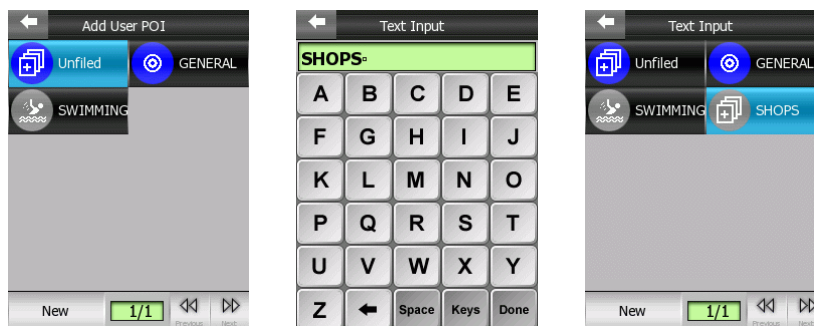 Add User POI
Unfiled GENERAL
SWIMMING
New 1/1 Previous Next
Text Input
SHOPS
A B C D E
F G H I J
K L M N O
P Q R S T
U V W X Y
Z Space Keys Done
Text Input
Unfiled GENERAL
SWIMMING SHOPS
New 1/1 Previous Next